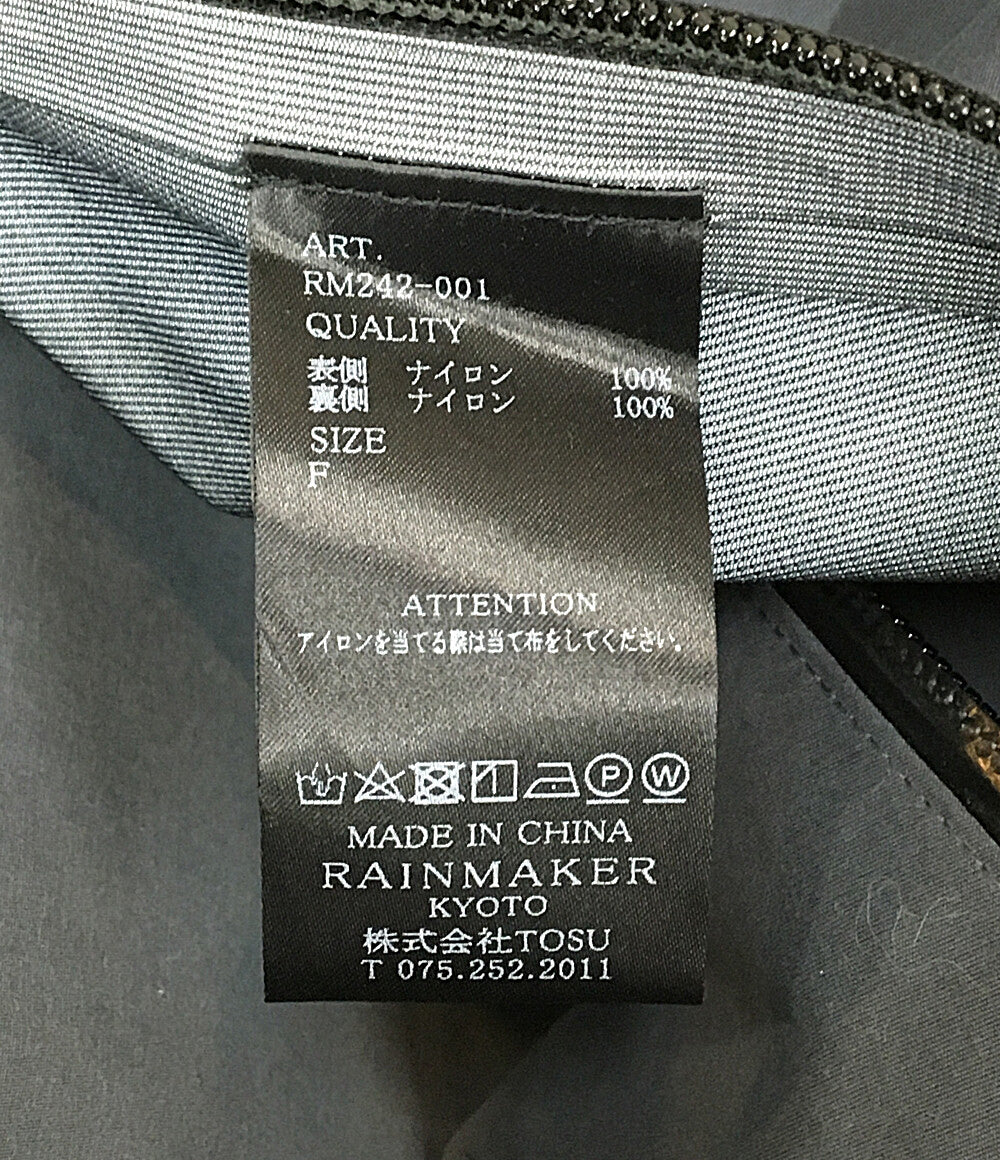 ART.
RM242-001
QUALITY
表側 ナイロン 100%
裏側 ナイロン 100%
SIZE
F
ATTENTION
アイロンを当てる際は当て布をしてください。
P W
MADE IN CHINA
RAINMAKER
KYOTO
株式会社TOSU
T 075.252.2011